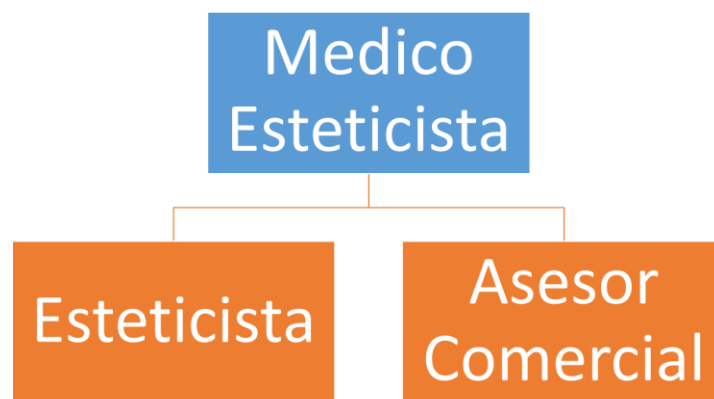 Medico
Esteticista
Esteticista
Asesor
Comercial